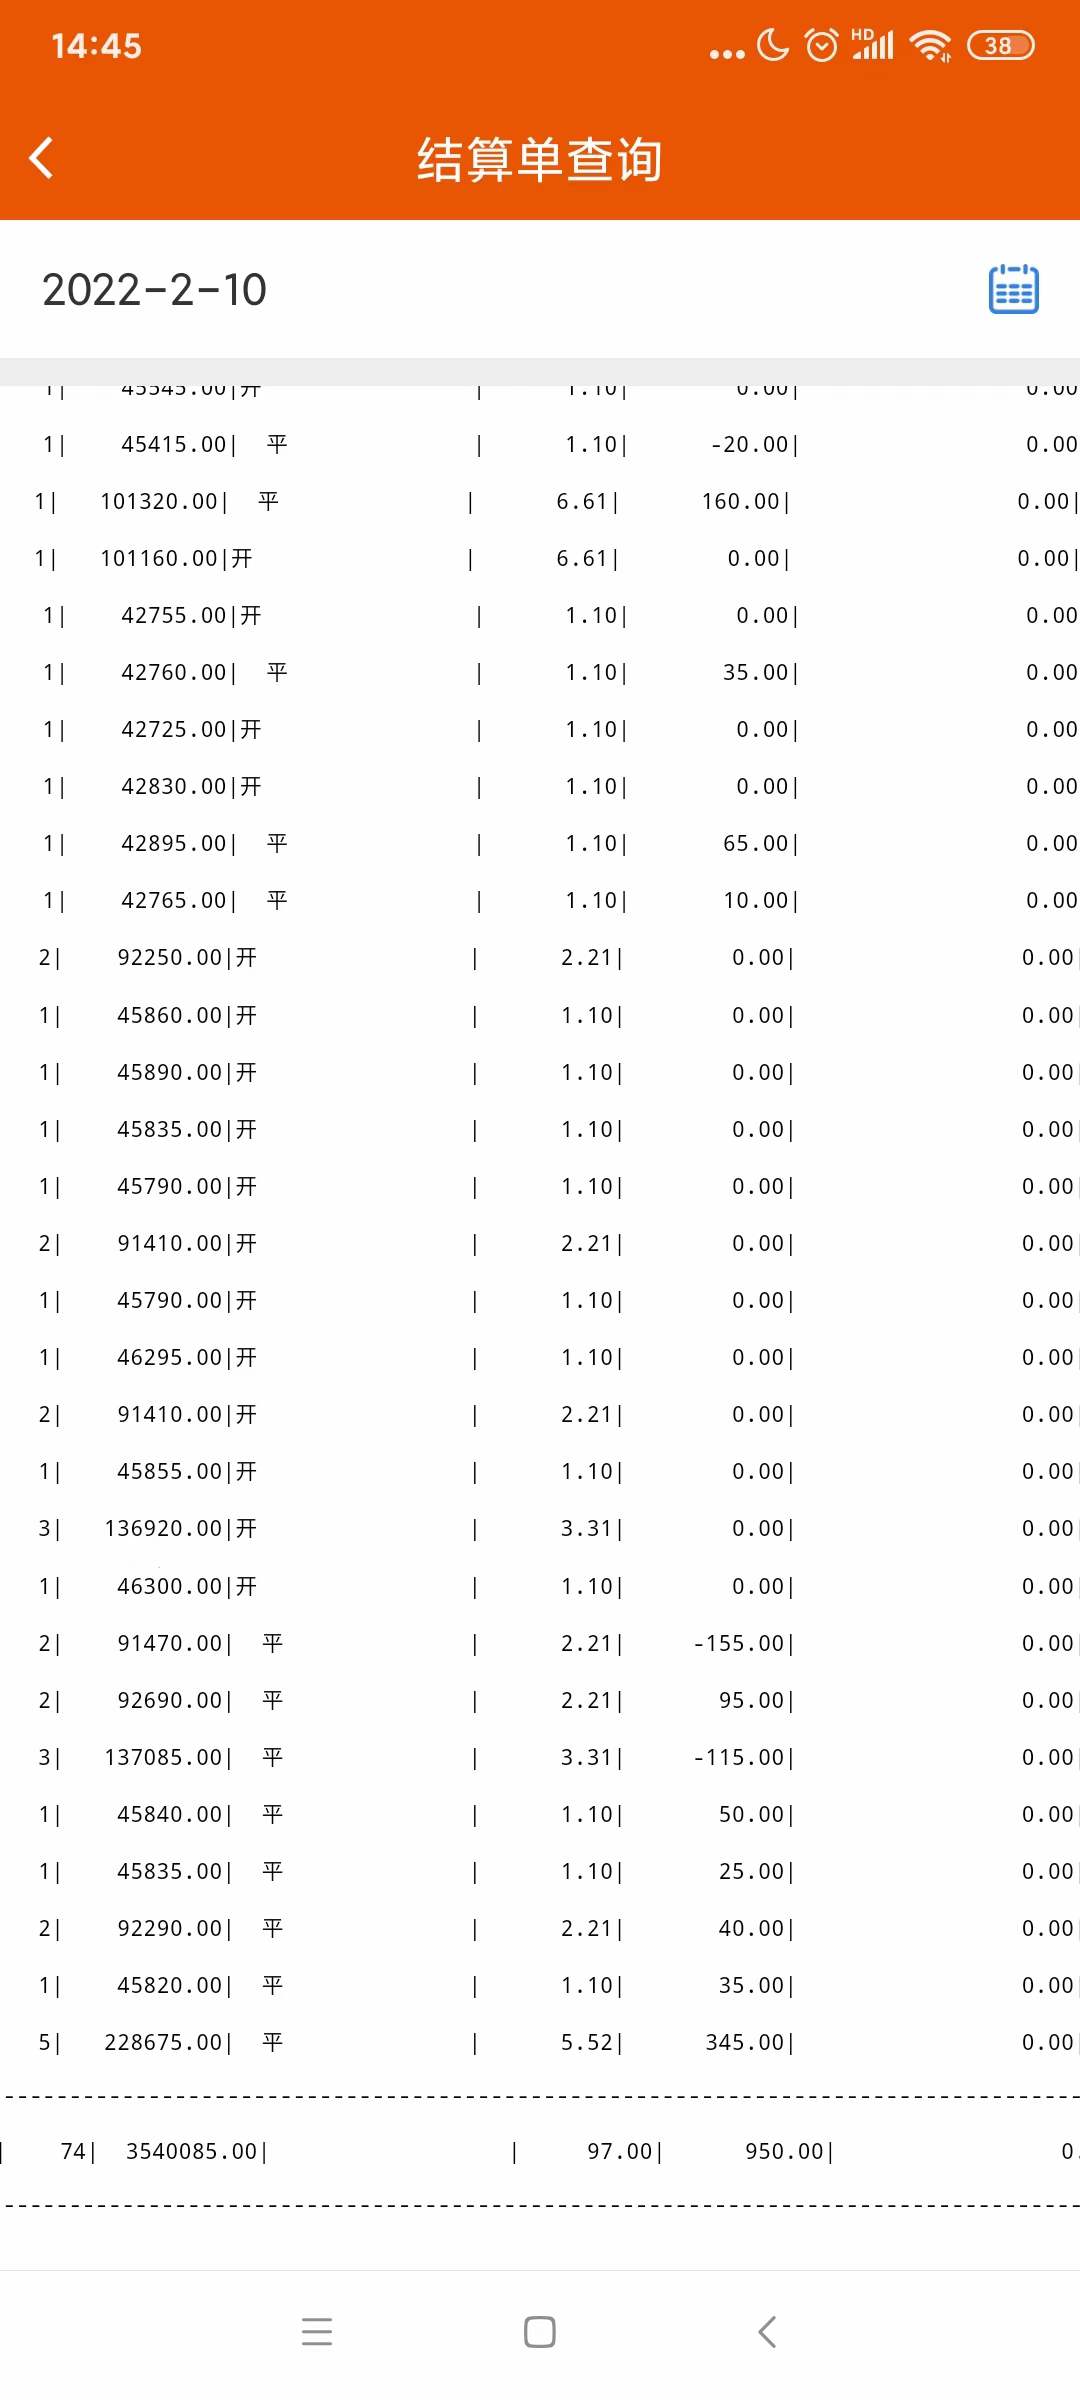 14:45
HD
38
结算单查询
2022-2-10
1| 45545.00|开 | 1.10| 0.00| 0.00
1| 45415.00| 平 | 1.10| -20.00| 0.00
1| 101320.00| 平 | 6.61| 160.00| 0.00|
1| 101160.00|开 | 6.61| 0.00| 0.00|
1| 42755.00|开 | 1.10| 0.00| 0.00
1| 42760.00| 平 | 1.10| 35.00| 0.00
1| 42725.00|开 | 1.10| 0.00| 0.00
1| 42830.00|开 | 1.10| 0.00| 0.00
1| 42895.00| 平 | 1.10| 65.00| 0.00
1| 42765.00| 平 | 1.10| 10.00| 0.00
2| 92250.00|开 | 2.21| 0.00| 0.00|
1| 45860.00|开 | 1.10| 0.00| 0.00|
1| 45890.00|开 | 1.10| 0.00| 0.00|
1| 45835.00|开 | 1.10| 0.00| 0.00|
1| 45790.00|开 | 1.10| 0.00| 0.00|
2| 91410.00|开 | 2.21| 0.00| 0.00|
1| 45790.00|开 | 1.10| 0.00| 0.00|
1| 46295.00|开 | 1.10| 0.00| 0.00|
2| 91410.00|开 | 2.21| 0.00| 0.00|
1| 45855.00|开 | 1.10| 0.00| 0.00|
3| 136920.00|开 | 3.31| 0.00| 0.00|
1| 46300.00|开 | 1.10| 0.00| 0.00|
2| 91470.00| 平 | 2.21| -155.00| 0.00|
2| 92690.00| 平 | 2.21| 95.00| 0.00|
3| 137085.00| 平 | 3.31| -115.00| 0.00|
1| 45840.00| 平 | 1.10| 50.00| 0.00|
1| 45835.00| 平 | 1.10| 25.00| 0.00|
2| 92290.00| 平 | 2.21| 40.00| 0.00|
1| 45820.00| 平 | 1.10| 35.00| 0.00|
5| 228675.00| 平 | 5.52| 345.00| 0.00|
--------------------------------------------------------------------------------
| 74| 3540085.00| | 97.00| 950.00| 0.
--------------------------------------------------------------------------------